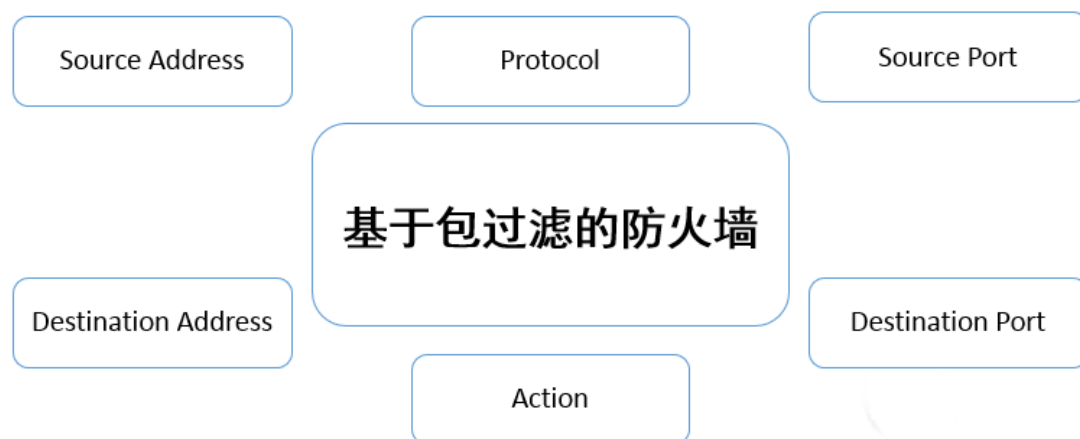 Source Address
Protocol
Source Port
基于包过滤的防火墙
Destination Address
Destination Port
Action